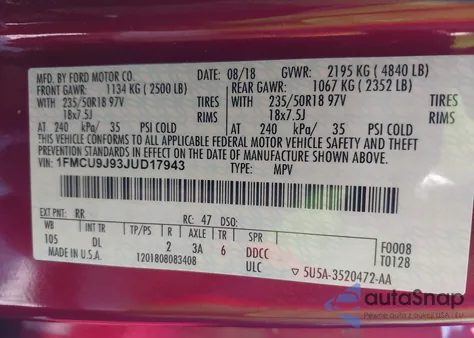 MFD. BY FORD MOTOR CO.
DATE: 08/18 GVWR: 2195 KG ( 4840 LB)
FRONT GAWR: 1134 KG ( 2500 LB) REAR GAWR: 1067 KG ( 2352 LB)
WITH 235/50R18 97V TIRES WITH 235/50R18 97V TIRES
18x7.5J RIMS 18x7.5J RIMS
AT 240 kPa/ 35 PSI COLD AT 240 kPa/ 35 PSI COLD
THIS VEHICLE CONFORMS TO ALL APPLICABLE FEDERAL MOTOR VEHICLE SAFETY AND THEFT
PREVENTION STANDARDS IN EFFECT ON THE DATE OF MANUFACTURE SHOWN ABOVE.
VIN: 1FMCU9J93JUD17943 TYPE: MPV
EXT PNT: RR RC: 47 DSO:
WB INT TR TP/PS R AXLE TR SPR
105 DL 2 3A 6 DDCC F0008
MADE IN U.S.A. 1201808083408 ULC T0128
5U5A-3520472-AA
autoSnap
Pewne auta z USA i EU